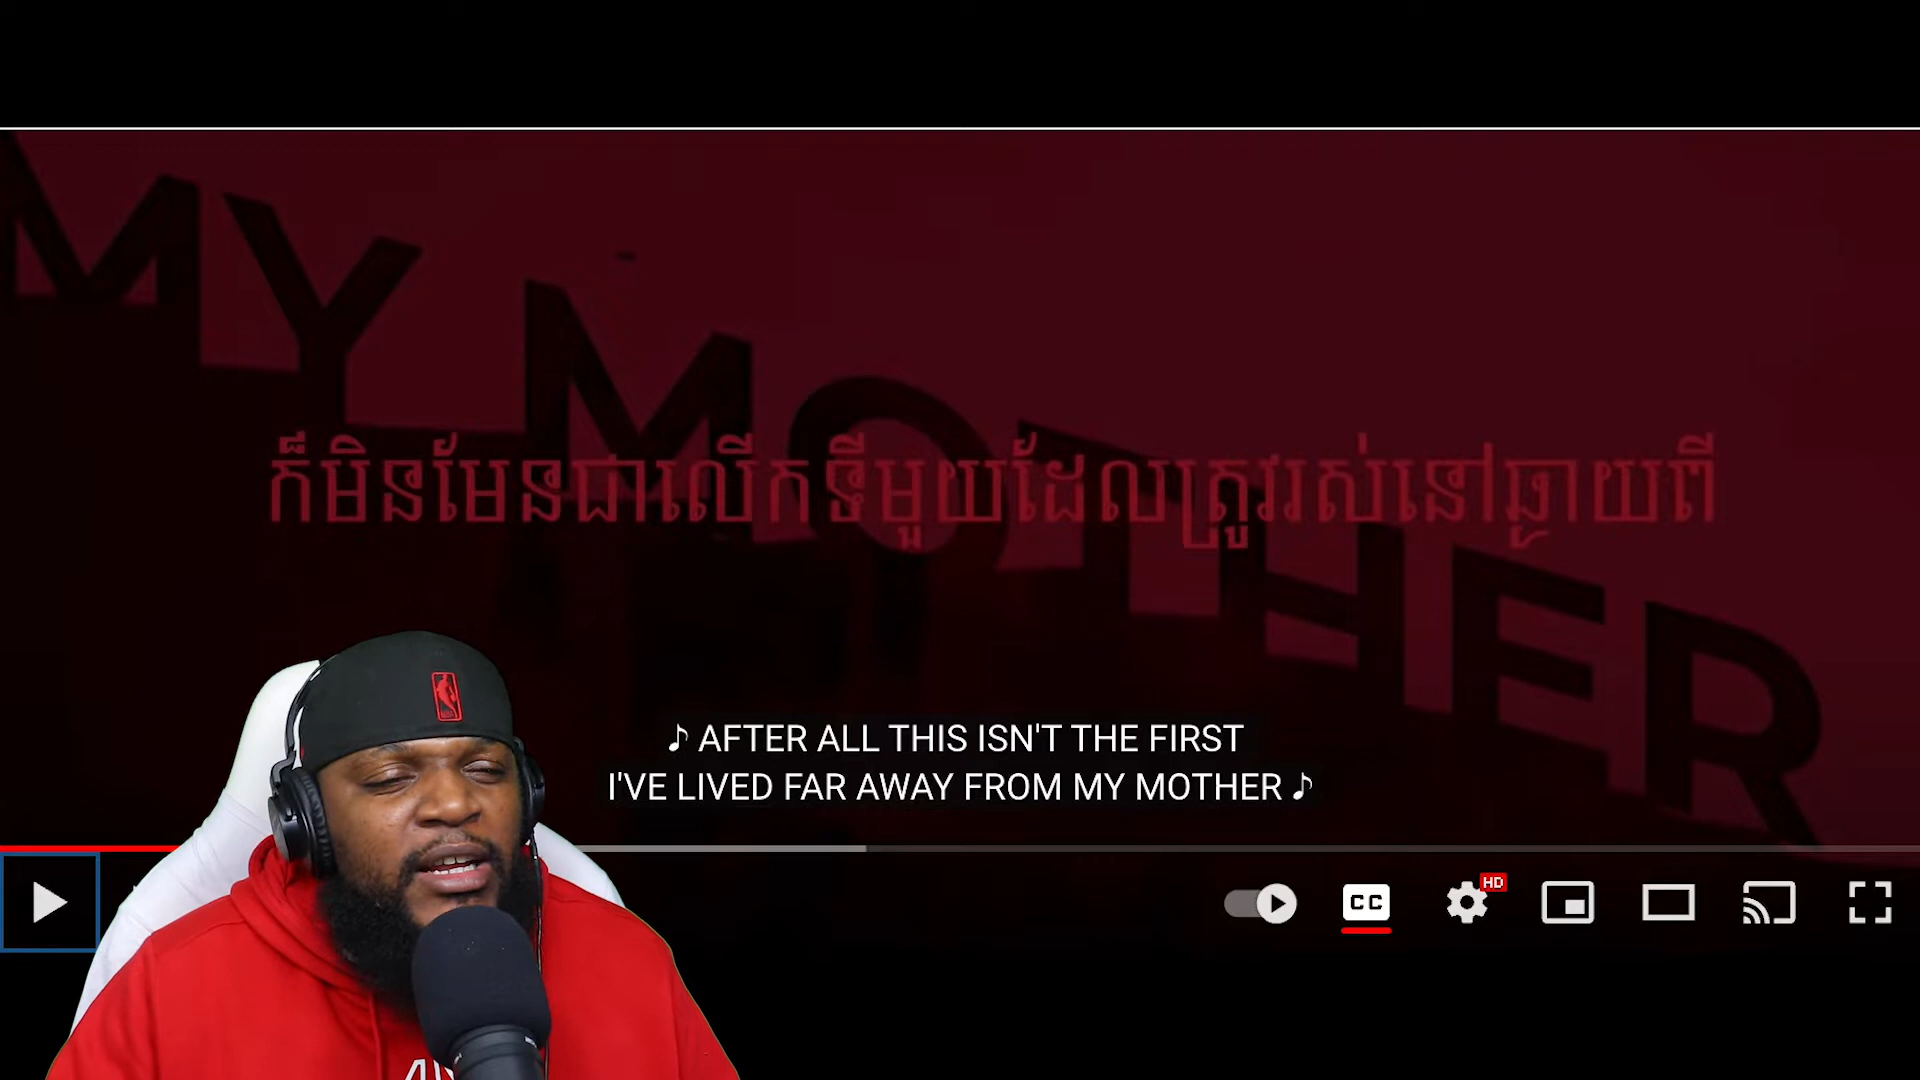 MY MOTHER
ក៏មិនមែនជាលើកទីមួយដែលត្រូវរស់នៅឆ្ងាយពី
♪ AFTER ALL THIS ISN'T THE FIRST
I'VE LIVED FAR AWAY FROM MY MOTHER ♪
HD
CC